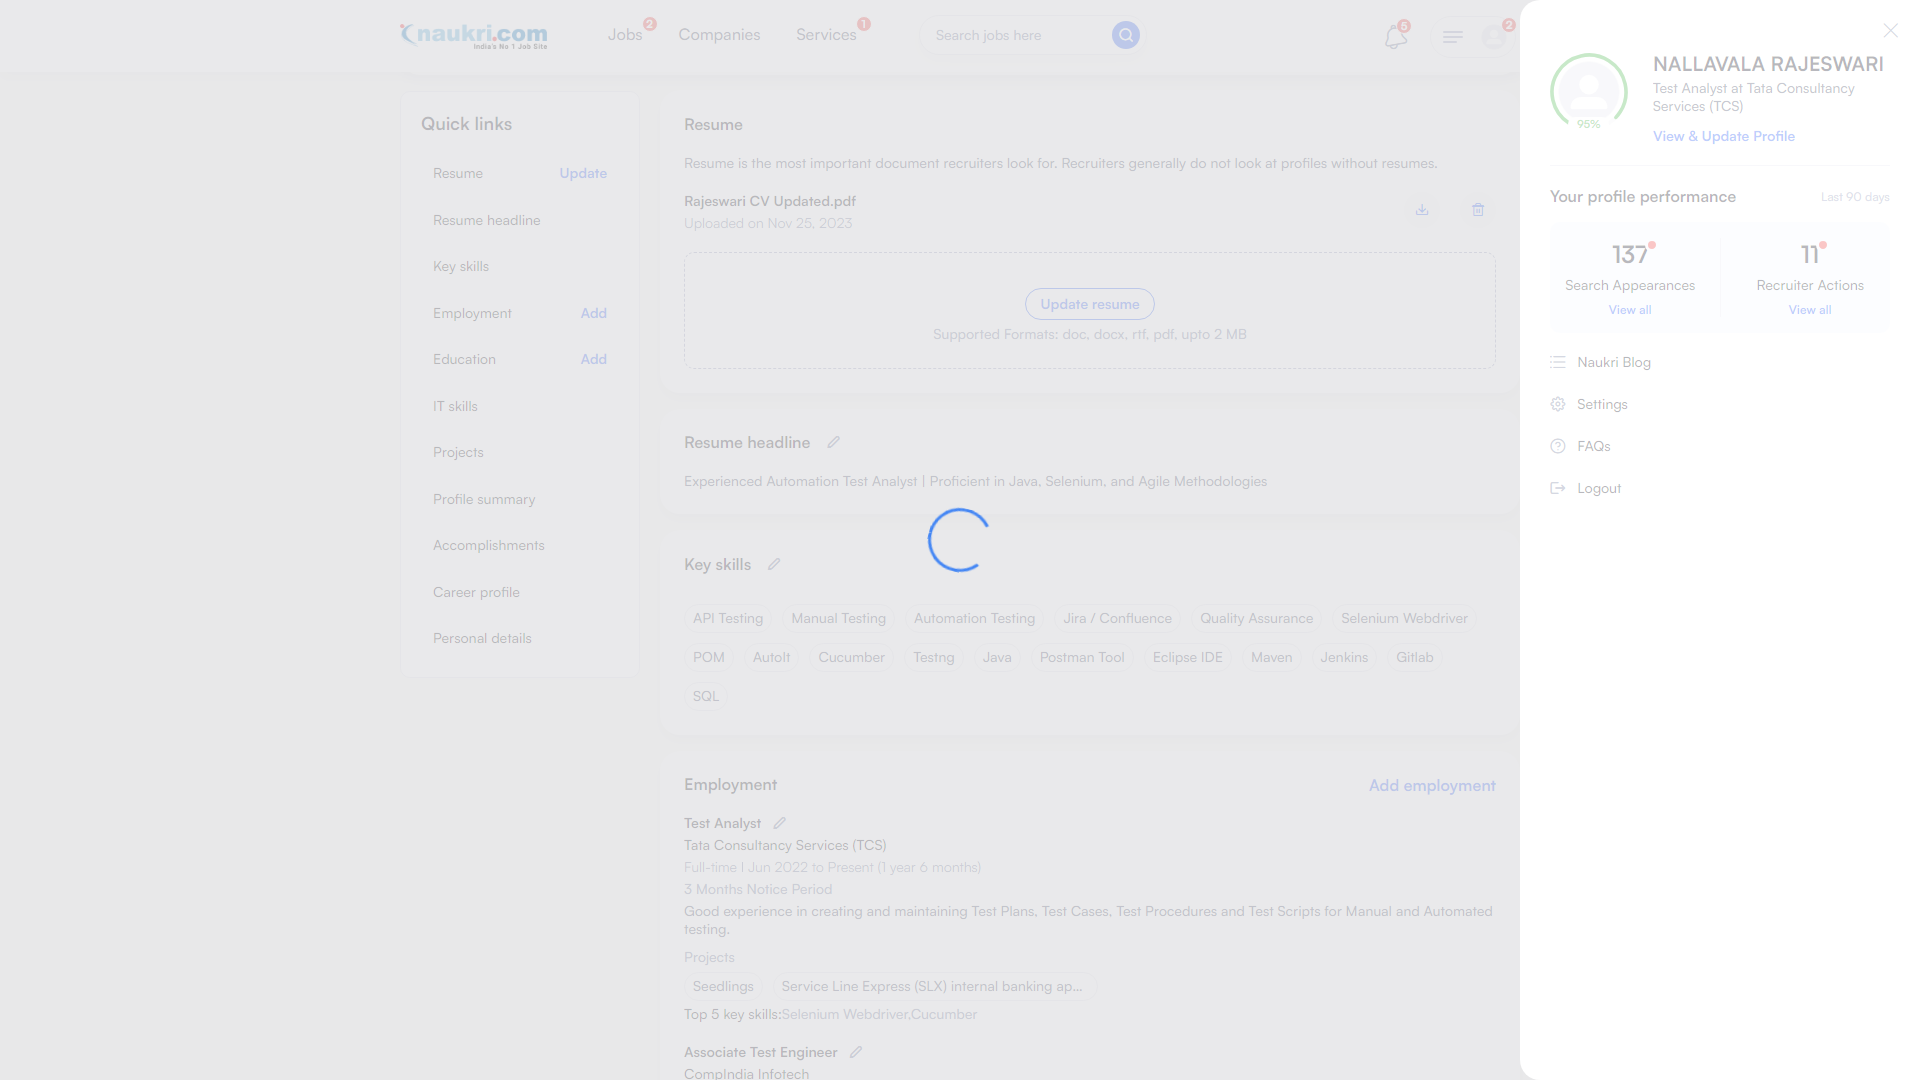 naukri.com
India's No 1 Job Site
Jobs
2
Companies
Services
1
Search jobs here
5
2
Quick links
Resume
Update
Resume headline
Key skills
Employment
Add
Education
Add
IT skills
Projects
Profile summary
Accomplishments
Career profile
Personal details
Resume
Resume is the most important document recruiters look for. Recruiters generally do not look at profiles without resumes.
Rajeswari CV Updated.pdf
Uploaded on Nov 25, 2023
Update resume
Supported Formats: doc, docx, rtf, pdf, upto 2 MB
Resume headline
Experienced Automation Test Analyst | Proficient in Java, Selenium, and Agile Methodologies
Key skills
API Testing
Manual Testing
Automation Testing
Jira / Confluence
Quality Assurance
Selenium Webdriver
POM
AutoIt
Cucumber
Testng
Java
Postman Tool
Eclipse IDE
Maven
Jenkins
Gitlab
SQL
Employment
Add employment
Test Analyst
Tata Consultancy Services (TCS)
Full-time | Jun 2022 to Present (1 year 6 months)
3 Months Notice Period
Good experience in creating and maintaining Test Plans, Test Cases, Test Procedures and Test Scripts for Manual and Automated
testing.
Projects
Seedlings
Service Line Express (SLX) internal banking ap...
Top 5 key skills:Selenium Webdriver,Cucumber
Associate Test Engineer
CompIndia Infotech
95%
NALLAVALA RAJESWARI
Test Analyst at Tata Consultancy
Services (TCS)
View & Update Profile
Your profile performance
Last 90 days
137
Search Appearances
View all
11
Recruiter Actions
View all
Naukri Blog
Settings
FAQs
Logout